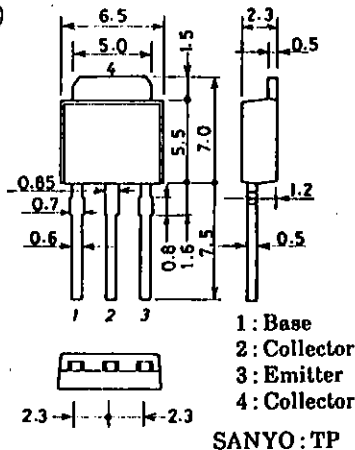 6.5
2.3
5.0
0.5
4
1.5
5.5
7.0
0.85
0.7
0.6
0.8
1.6
7.5
1.2
0.5
1 2 3
1 : Base
2 : Collector
3 : Emitter
4 : Collector
2.3 2.3
SANYO : TP